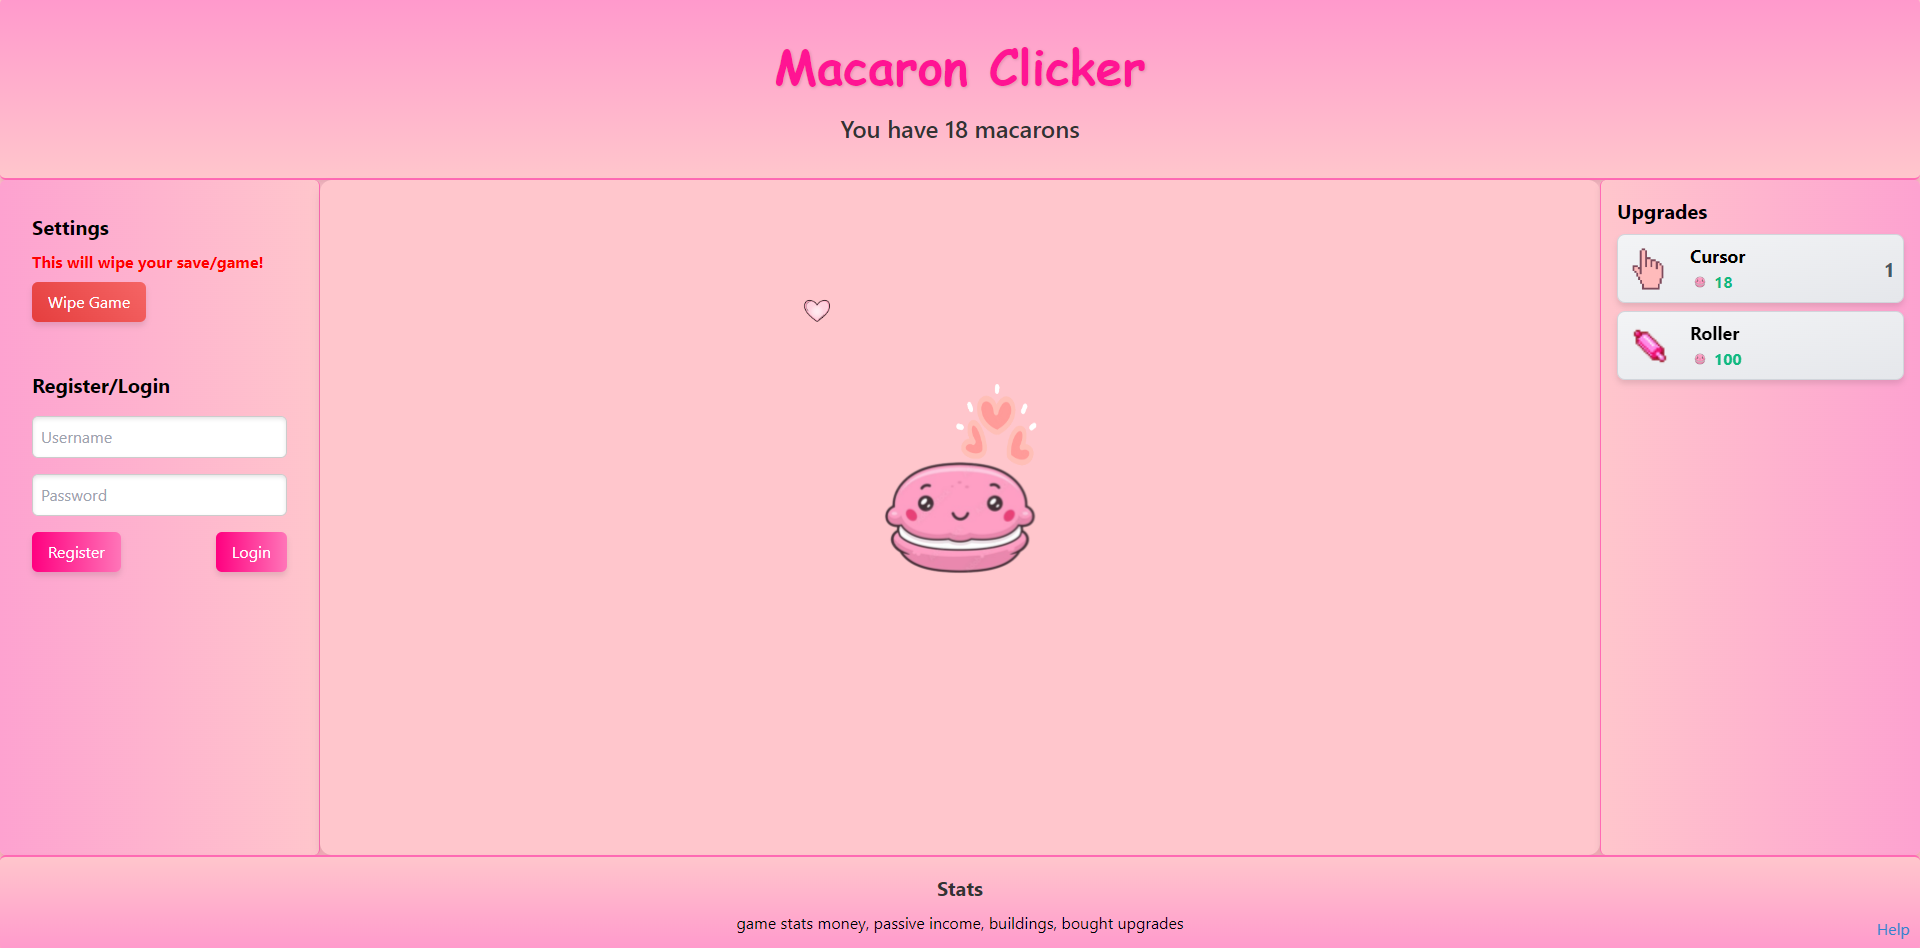 Macaron Clicker
You have 18 macarons
Settings
This will wipe your save/game!
Wipe Game
Register/Login
Username
Password
Register
Login
Upgrades
Cursor
18
1
Roller
100
Stats
game stats money, passive income, buildings, bought upgrades
Help